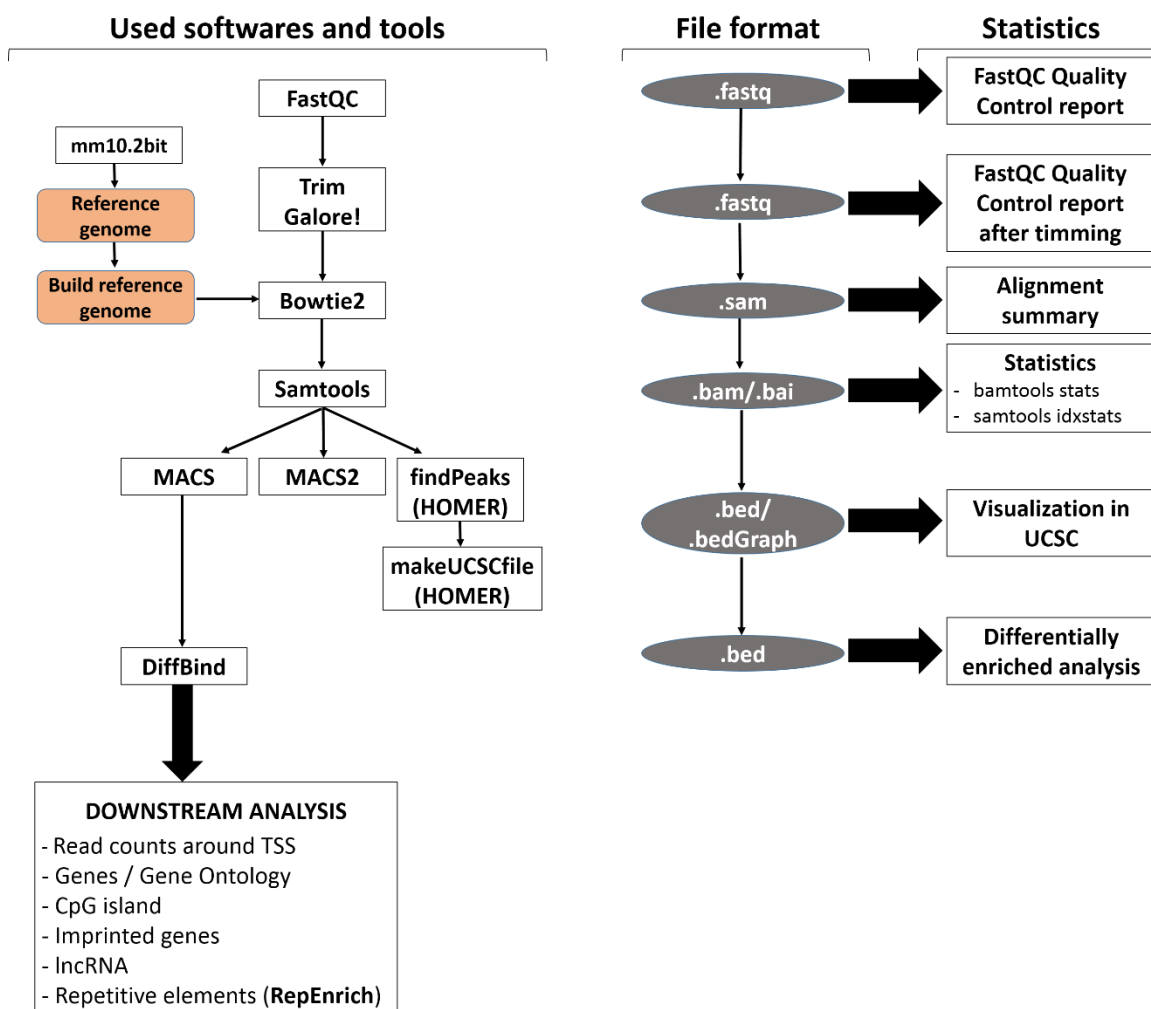 Used softwares and tools
File format
Statistics
FastQC
mm10.2bit
Reference
genome
Build reference
genome
Trim
Galore!
Bowtie2
Samtools
MACS
MACS2
findPeaks
(HOMER)
makeUCSCfile
(HOMER)
DiffBind
DOWNSTREAM ANALYSIS
- Read counts around TSS
- Genes / Gene Ontology
- CpG island
- Imprinted genes
- lncRNA
- Repetitive elements (RepEnrich)
.fastq
FastQC Quality
Control report
.fastq
FastQC Quality
Control report
after timming
.sam
Alignment
summary
.bam/.bai
Statistics
- bamtools stats
- samtools idxstats
.bed/
.bedGraph
Visualization in
UCSC
.bed
Differentially
enriched analysis